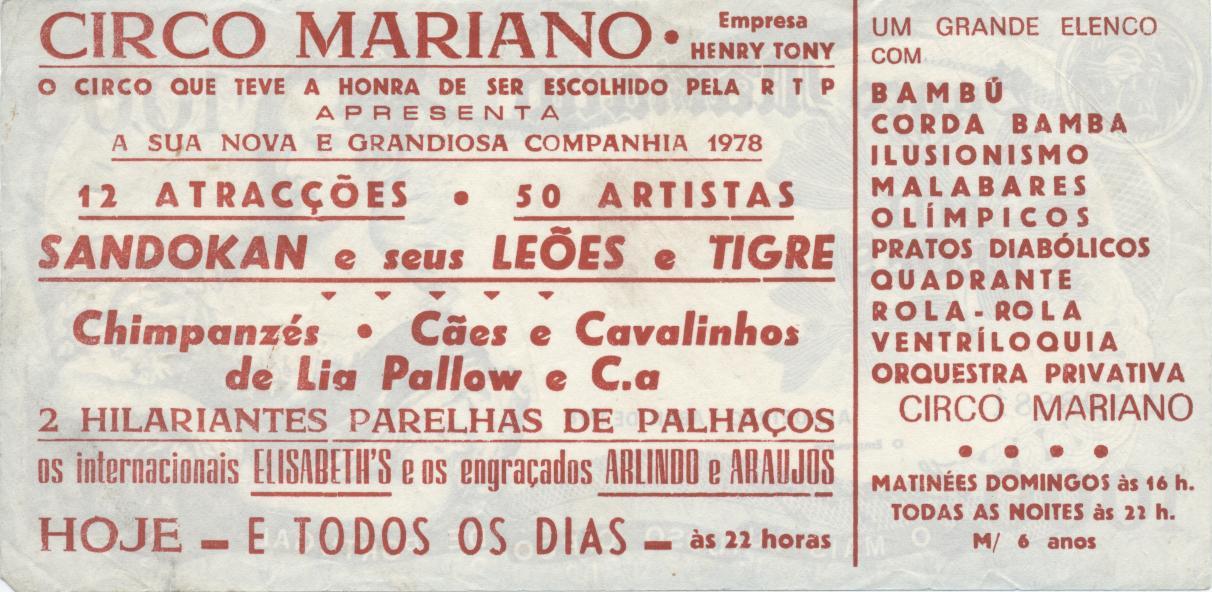 CIRCO MARIANO •
Empresa
HENRY TONY
O CIRCO QUE TEVE A HONRA DE SER ESCOLHIDO PELA R T P
APRESENTA
A SUA NOVA E GRANDIOSA COMPANHIA 1978
12 ATRACÇÕES • 50 ARTISTAS
SANDOKAN e seus LEÕES e TIGRE
Chimpanzés • Cães e Cavalinhos
de Lia Pallow e C.a
2 HILARIANTES PARELHAS DE PALHAÇOS
os internacionais ELISABETH'S e os engraçados ARLINDO e ARAUJOS
HOJE — E TODOS OS DIAS — às 22 horas
UM GRANDE ELENCO
COM
BAMBÚ
CORDA BAMBA
ILUSIONISMO
MALABARES
OLÍMPICOS
PRATOS DIABÓLICOS
QUADRANTE
ROLA-ROLA
VENTRÍLOQUIA
ORQUESTRA PRIVATIVA
CIRCO MARIANO
• • • •
MATINÉES DOMINGOS às 16 h.
TODAS AS NOITES às 22 h.
M/ 6 anos